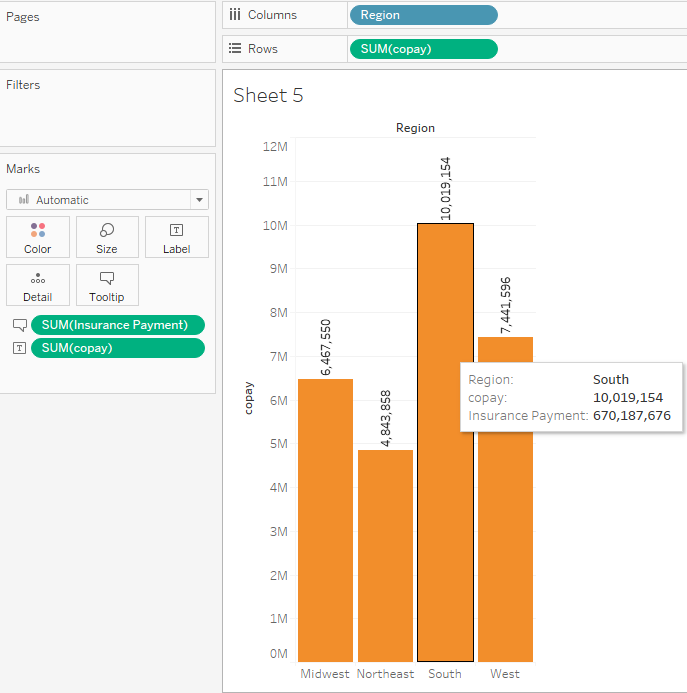 Pages
Columns
Region
Rows
SUM(copay)
Filters
Marks
Automatic
Color
Size
Label
Detail
Tooltip
SUM(Insurance Payment)
SUM(copay)
Sheet 5
Region
copay
12M
11M
10M
9M
8M
7M
6M
5M
4M
3M
2M
1M
0M
6,467,550
4,843,858
10,019,154
7,441,596
Region: South
copay: 10,019,154
Insurance Payment: 670,187,676
Midwest Northeast South West